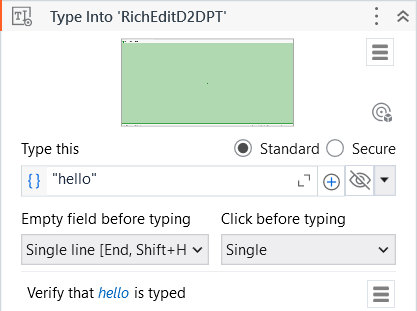 Type Into 'RichEditD2DPT'
Type this
Standard
Secure
{} "hello"
Empty field before typing
Click before typing
Single line [End, Shift+H
Single
Verify that hello is typed